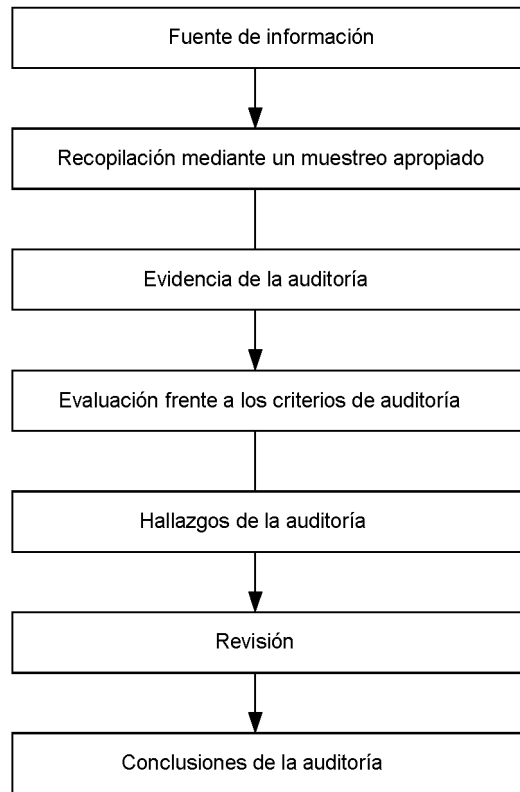 Fuente de información
Recopilación mediante un muestreo apropiado
Evidencia de la auditoría
Evaluación frente a los criterios de auditoría
Hallazgos de la auditoría
Revisión
Conclusiones de la auditoría